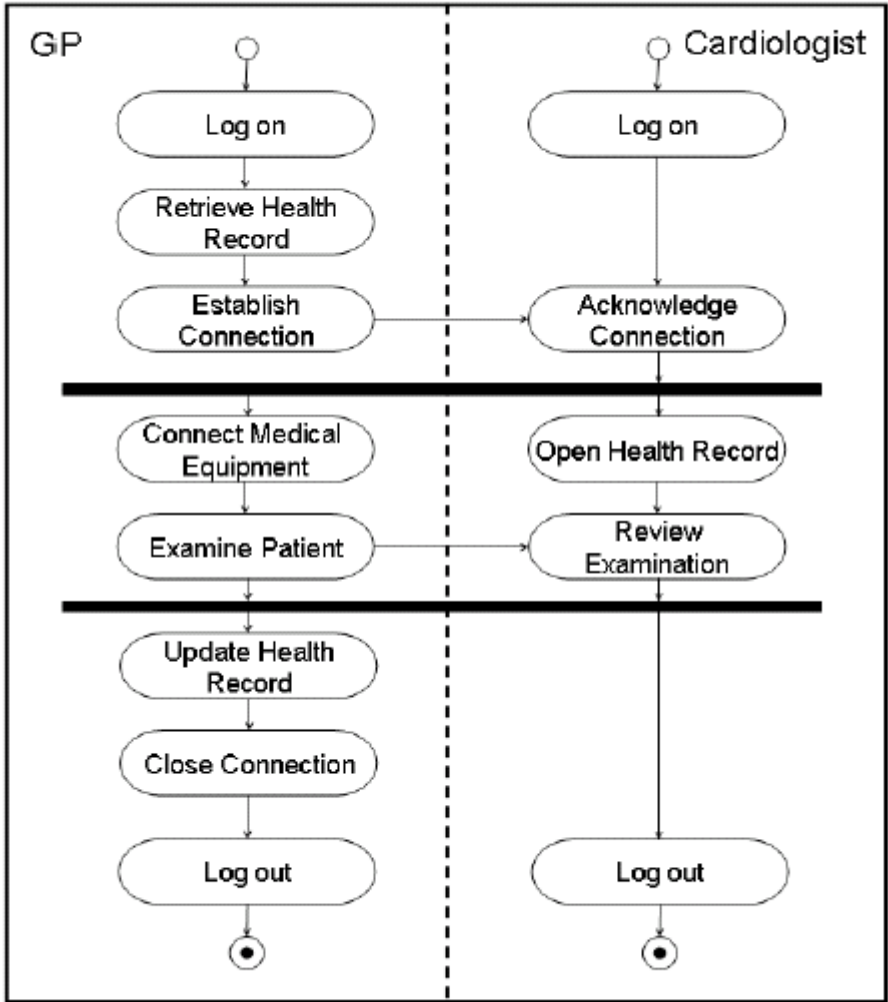 GP
Cardiologist
Log on
Log on
Retrieve Health
Record
Establish
Connection
Acknowledge
Connection
Connect Medical
Equipment
Open Health Record
Examine Patient
Review
Examination
Update Health
Record
Close Connection
Log out
Log out